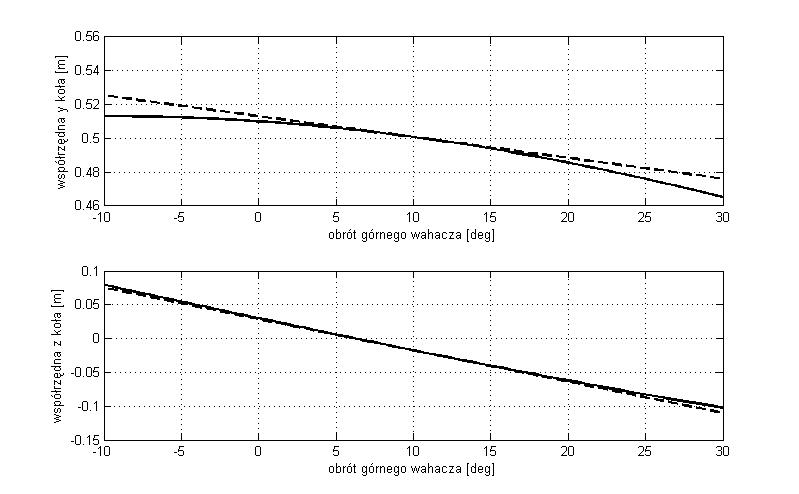 0.56
0.54
0.52
0.5
0.48
0.46
współrzędna y koła [m]
-10 -5 0 5 10 15 20 25 30
obrót górnego wahacza [deg]
0.1
0.05
0
-0.05
-0.1
-0.15
współrzędna z koła [m]
-10 -5 0 5 10 15 20 25 30
obrót górnego wahacza [deg]